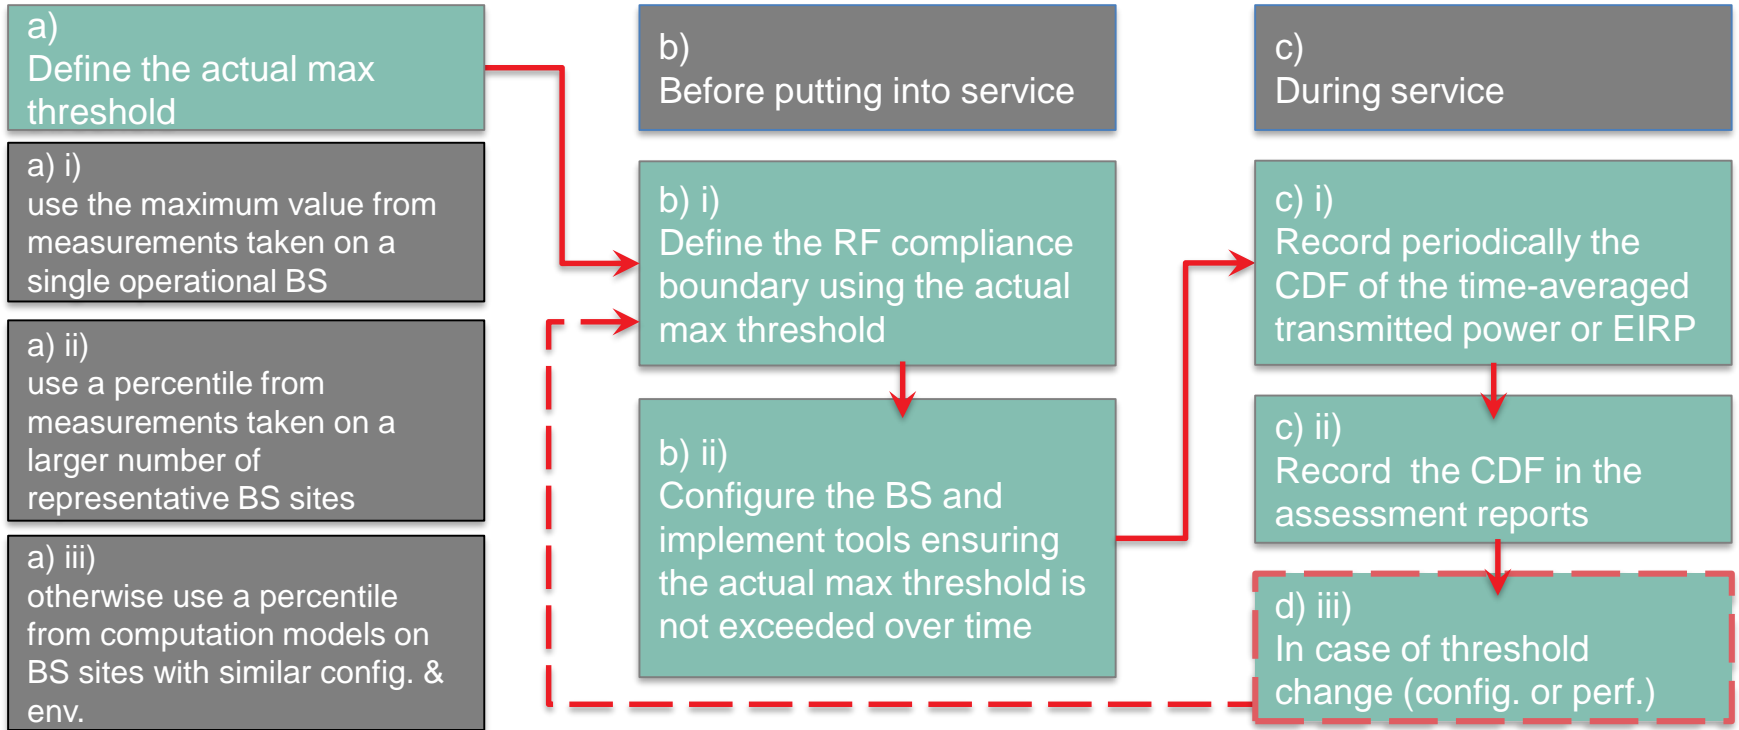 a)
Define the actual max
threshold
a) i)
use the maximum value from
measurements taken on a
single operational BS
a) ii)
use a percentile from
measurements taken on a
larger number of
representative BS sites
a) iii)
otherwise use a percentile
from computation models on
BS sites with similar config. &
env.
b)
Before putting into service
b) i)
Define the RF compliance
boundary using the actual
max threshold
b) ii)
Configure the BS and
implement tools ensuring
the actual max threshold is
not exceeded over time
c)
During service
c) i)
Record periodically the
CDF of the time-averaged
transmitted power or EIRP
c) ii)
Record the CDF in the
assessment reports
d) iii)
In case of threshold
change (config. or perf.)